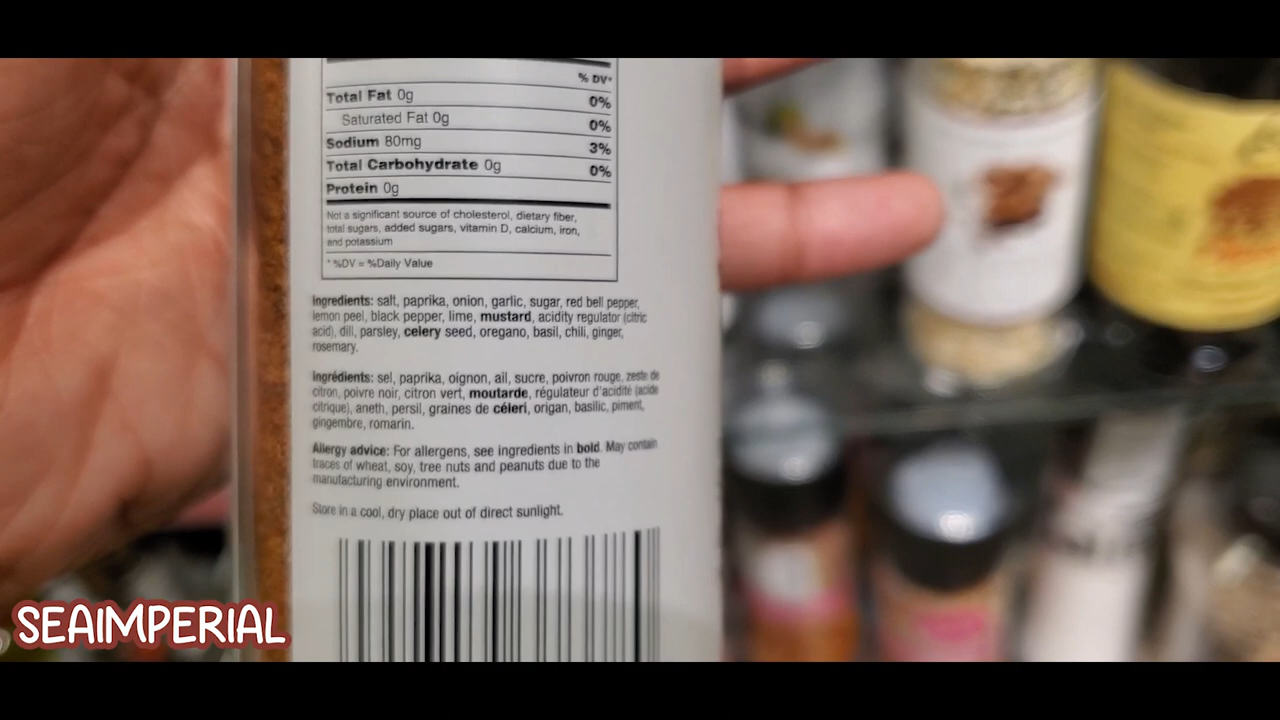 % DV*
Total Fat 0g 0%
Saturated Fat 0g 0%
Sodium 80mg 3%
Total Carbohydrate 0g 0%
Protein 0g
Not a significant source of cholesterol, dietary fiber,
total sugars, added sugars, vitamin D, calcium, iron,
and potassium
* %DV = %Daily Value
Ingredients: salt, paprika, onion, garlic, sugar, red bell pepper,
lemon peel, black pepper, lime, mustard, acidity regulator (citric
acid), dill, parsley, celery seed, oregano, basil, chili, ginger,
rosemary.
Ingrédients: sel, paprika, oignon, ail, sucre, poivron rouge, zeste de
citron, poivre noir, citron vert, moutarde, régulateur d'acidité (acide
citrique), aneth, persil, graines de céleri, origan, basilic, piment,
gingembre, romarin.
Allergy advice: For allergens, see ingredients in bold. May contain
traces of wheat, soy, tree nuts and peanuts due to the
manufacturing environment.
Store in a cool, dry place out of direct sunlight.
SEAIMPERIAL